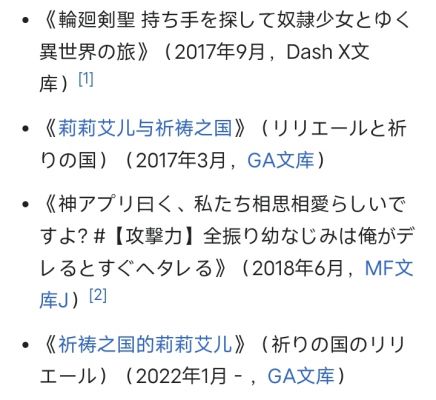 • 《輪廻剣聖 持ち手を探して奴隷少女とゆく
異世界の旅》（2017年9月，Dash X文
库）[1]
• 《莉莉艾儿与祈祷之国》（リリエールと祈
りの国）（2017年3月，GA文库）
• 《神アプリ曰く、私たち相思相愛らしいで
すよ? #【攻撃力】全振り幼なじみは俺がデ
レるとすぐヘタレる》（2018年6月，MF文
库J）[2]
• 《祈祷之国的莉莉艾儿》（祈りの国のリリ
エール）（2022年1月 - ，GA文库）